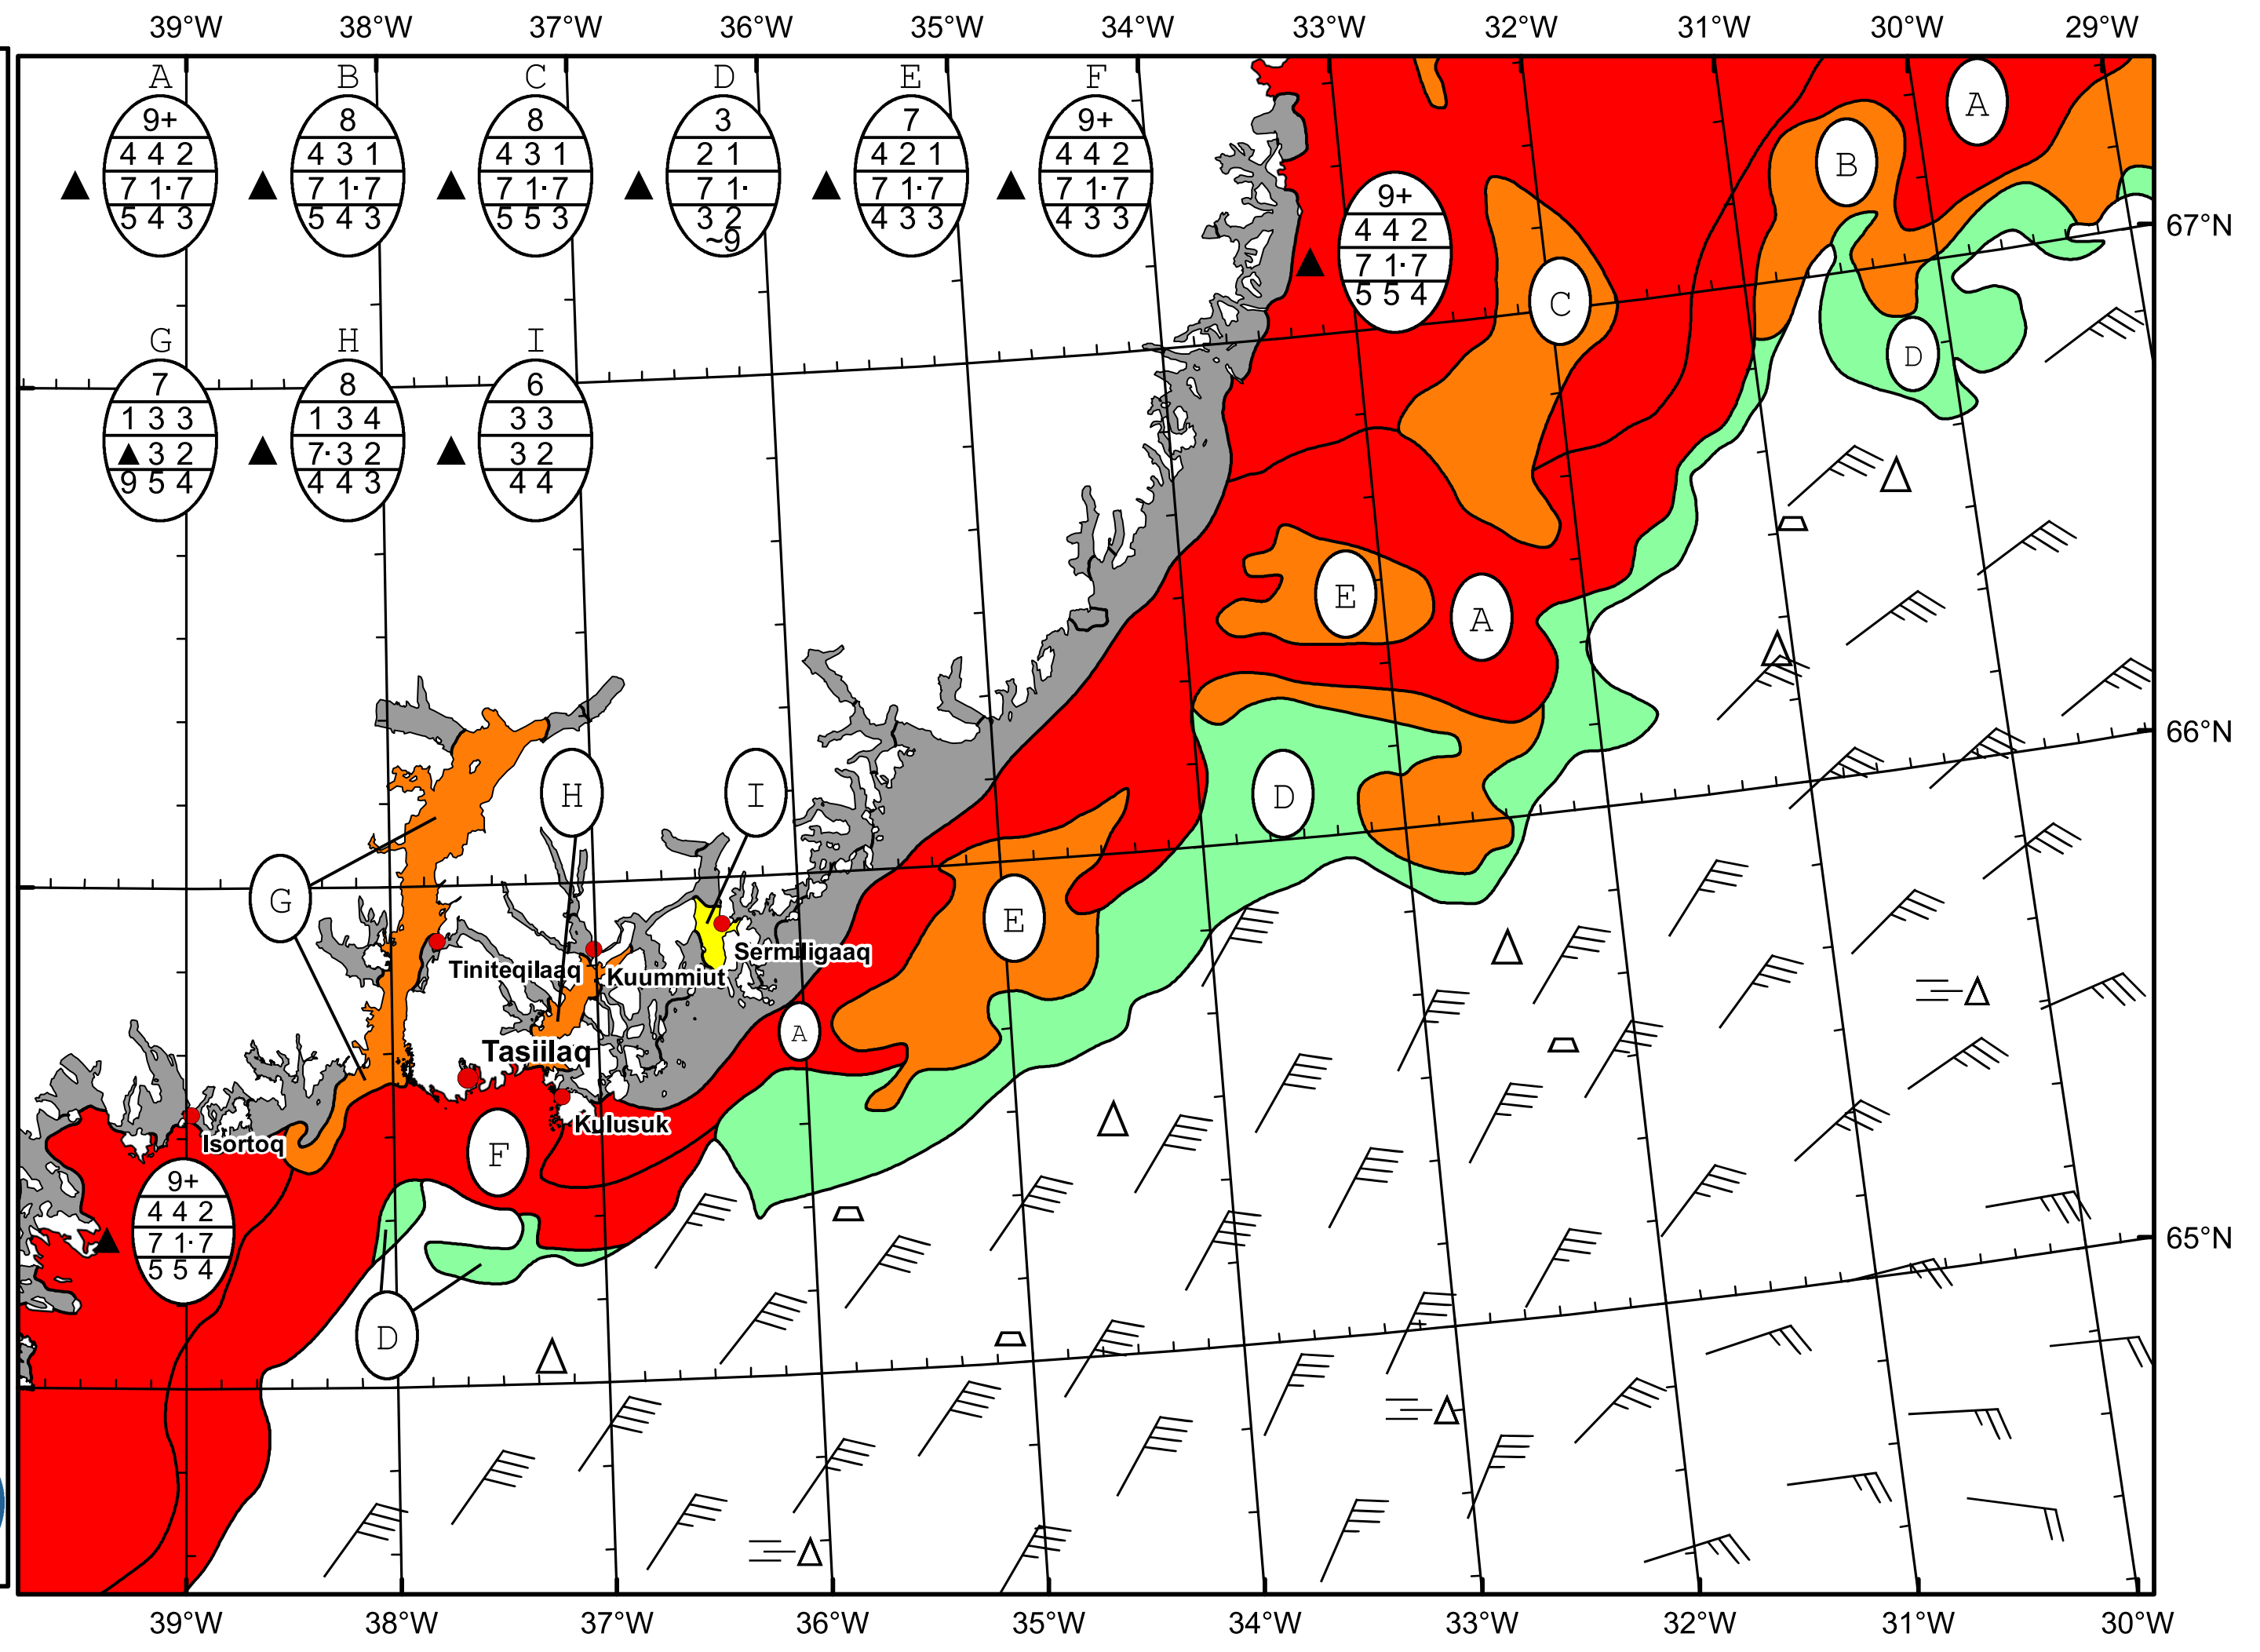 39°W 38°W 37°W 36°W 35°W 34°W 33°W 32°W 31°W 30°W 29°W
A B C D E F
9+ 8 8 3 7 9+
4 4 2 4 3 1 4 3 1 2 1 4 2 1 4 4 2
7 1·7 7 1·7 7 1·7 7 1· 7 1·7 7 1·7
5 4 3 5 4 3 5 5 3 3 2 4 3 3 4 3 3
~9
A
B
9+
4 4 2
7 1·7
5 5 4
67°N
C
D
G H I
7 8 6
1 3 3 1 3 4 3 3
▲3 2 7·3 2 3 2
9 5 4 4 4 3 4 4
E
A
66°N
H I D
G
E
Sermiligaaq
Tiniteqilaaq Kuummiut
A
Tasiilaq
Kulusuk
Isortoq
F
9+
4 4 2
7 1·7
5 5 4
65°N
D
39°W 38°W 37°W 36°W 35°W 34°W 33°W 32°W 31°W 30°W